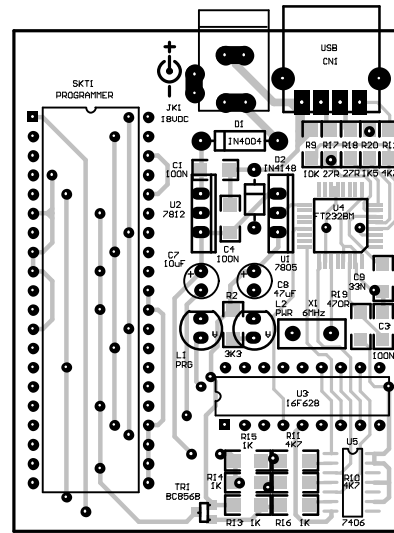 USB
CN1
SKT1
PROGRAMMER
JK1
18VDC
D1
1N4004
R9 R17 R18 R20 R1
10K 27R 27R 1K5 4K
C1
100N
D2
1N4148
U2
7812
U4
FT232BM
C4
100N
C7
10uF
U1
7805
C8
47uF
C9
33N
R2
L2
PWR
X1
6MHz
R19
470R
C3
100N
L1
PRG
3K3
U3
16F628
R15
1K
R11
4K7
U5
R14
1K
R10
4K7
TR1
BC856B
R13 1K
R16 1K
7406